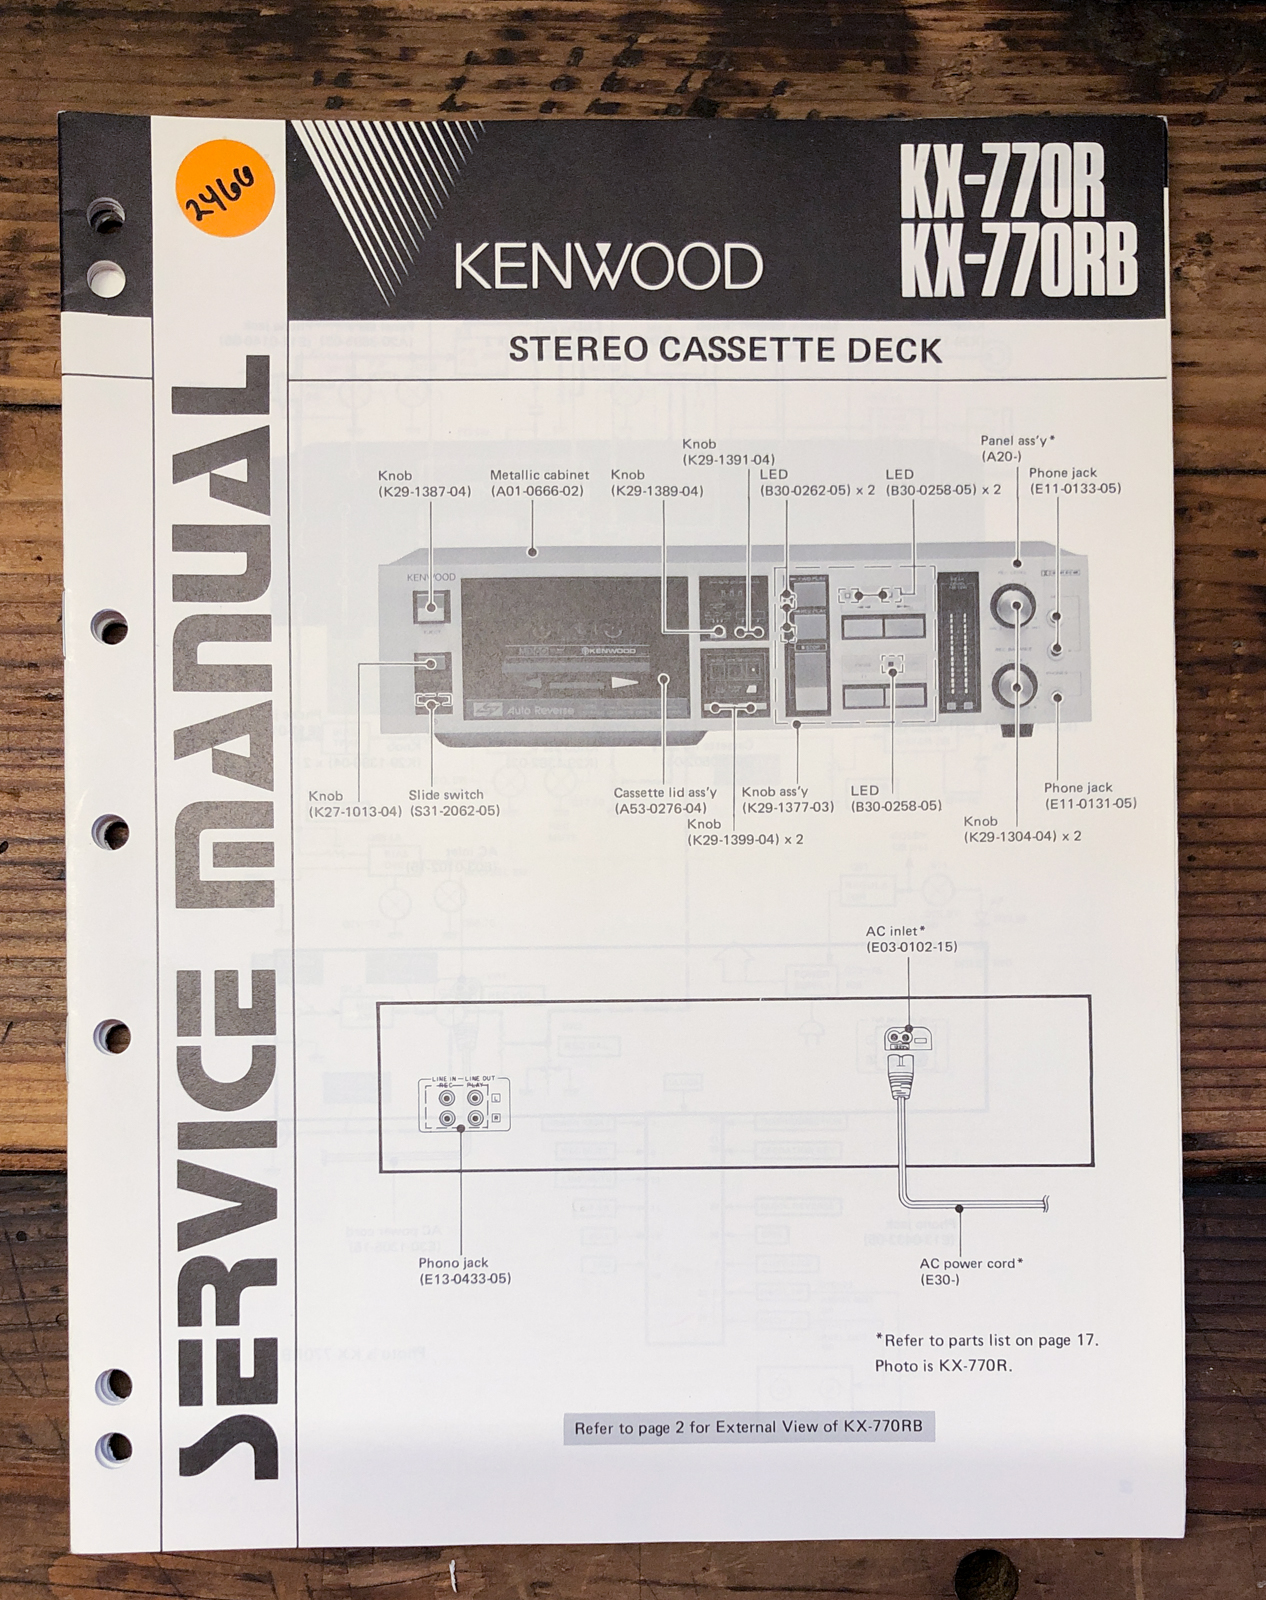 2460
KENWOOD
KX-770R
KX-770RB
STEREO CASSETTE DECK
SERVICE MANUAL
Knob
(K29-1387-04)
Metallic cabinet
(A01-0666-02)
Knob
(K29-1389-04)
Knob
(K29-1391-04)
LED
(B30-0262-05) x 2
LED
(B30-0258-05) x 2
Panel ass'y*
(A20-)
Phone jack
(E11-0133-05)
KENWOOD
KENWOOD
Auto Reverse
Knob
(K27-1013-04)
Slide switch
(S31-2062-05)
Cassette lid ass'y
(A53-0276-04)
Knob
(K29-1399-04) x 2
Knob ass'y
(K29-1377-03)
LED
(B30-0258-05)
Knob
(K29-1304-04) x 2
Phone jack
(E11-0131-05)
AC inlet*
(E03-0102-15)
LINE IN LINE OUT
REC PLAY
L
R
Phono jack
(E13-0433-05)
AC power cord*
(E30-)
*Refer to parts list on page 17.
Photo is KX-770R.
Refer to page 2 for External View of KX-770RB